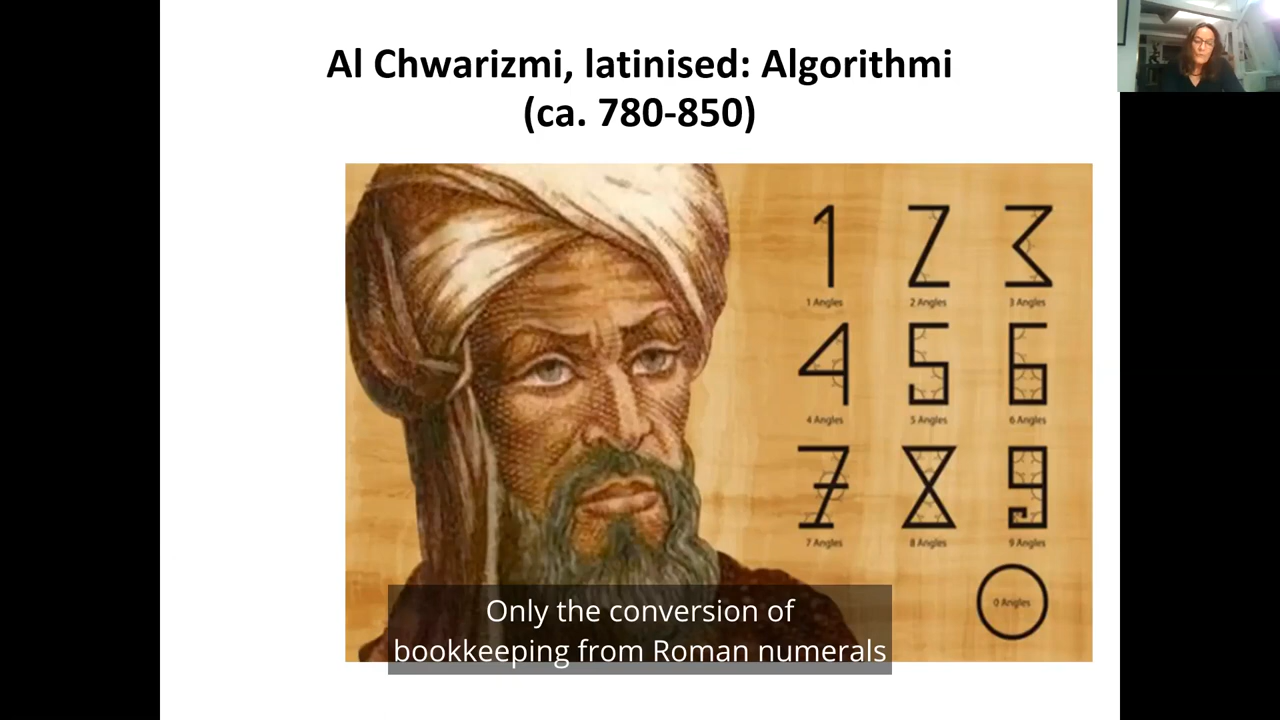 Al Chwarizmi, latinised: Algorithmi
(ca. 780-850)
1 2 3
1 Angles 2 Angles 3 Angles
4 5 6
4 Angles 5 Angles 6 Angles
7 8 9
7 Angles 8 Angles 9 Angles
0 Angles
Only the conversion of
bookkeeping from Roman numerals